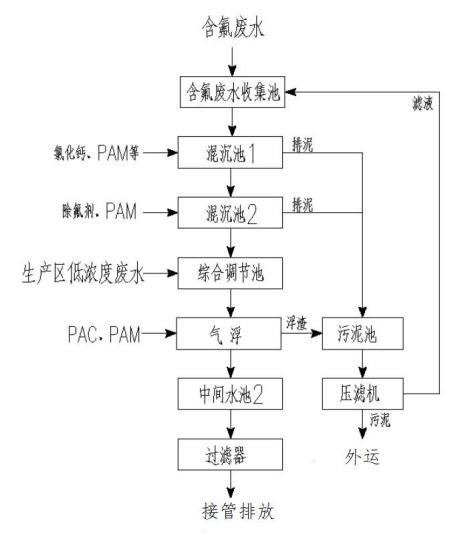 含氟废水
含氟废水收集池
滤液
氯化钙、PAM等
混沉池1
排泥
除氟剂、PAM
混沉池2
排泥
生产区低浓度废水
综合调节池
PAC、PAM
气浮
浮渣
污泥池
中间水池2
压滤机
污泥
过滤器
外运
接管排放